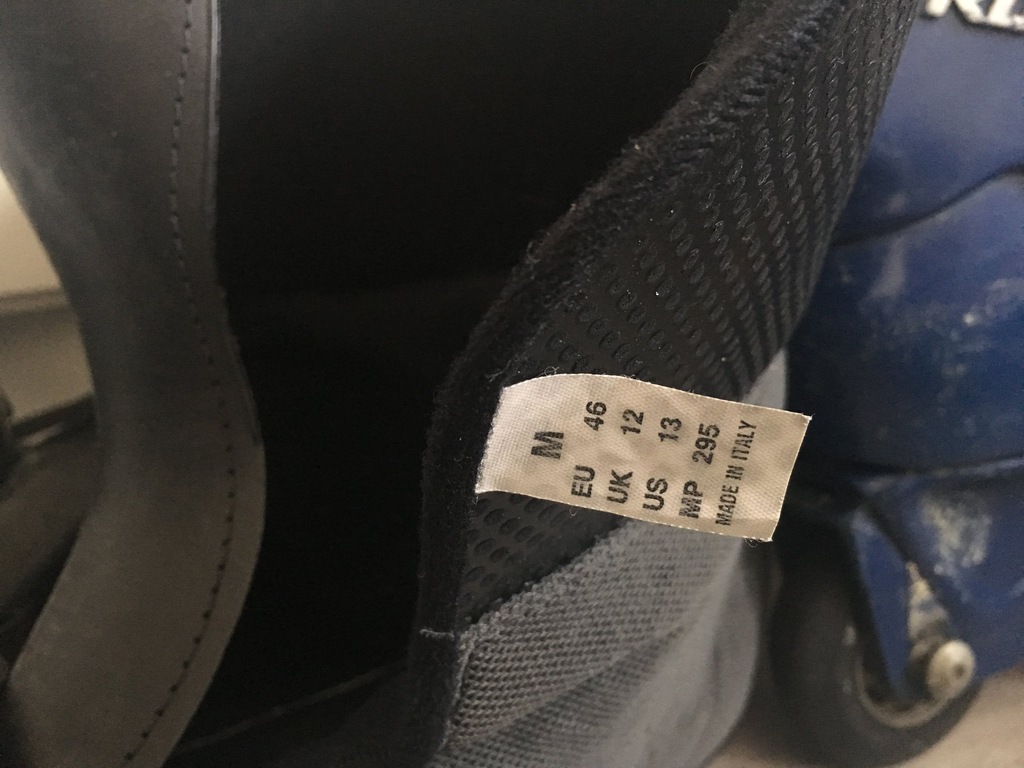 M
EU 46
UK 12
US 13
MP 295
MADE IN ITALY